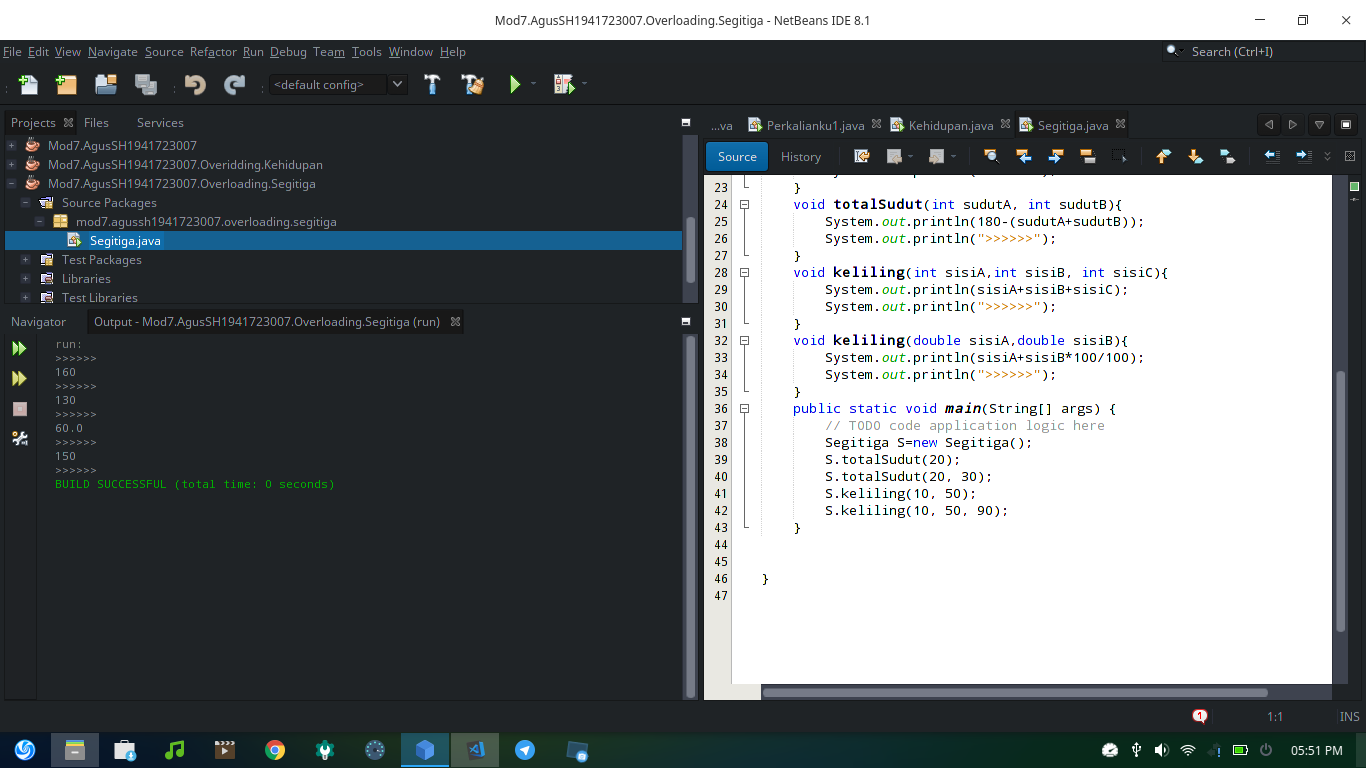 Mod7.AgusSH1941723007.Overloading.Segitiga - NetBeans IDE 8.1
File Edit View Navigate Source Refactor Run Debug Team Tools Window Help
Search (Ctrl+I)
<default config>
Projects Files Services
Mod7.AgusSH1941723007
Mod7.AgusSH1941723007.Overidding.Kehidupan
Mod7.AgusSH1941723007.Overloading.Segitiga
Source Packages
mod7.agussh1941723007.overloading.segitiga
Segitiga.java
Test Packages
Libraries
Test Libraries
Navigator Output - Mod7.AgusSH1941723007.Overloading.Segitiga (run)
run:
>>>>>>
160
>>>>>>
130
>>>>>>
60.0
>>>>>>
150
>>>>>>
BUILD SUCCESSFUL (total time: 0 seconds)
...va Perkalianku1.java Kehidupan.java Segitiga.java
Source History
23 }
24 void totalSudut(int sudutA, int sudutB){
25 System.out.println(180-(sudutA+sudutB));
26 System.out.println(">>>>>>");
27 }
28 void keliling(int sisiA,int sisiB, int sisiC){
29 System.out.println(sisiA+sisiB+sisiC);
30 System.out.println(">>>>>>");
31 }
32 void keliling(double sisiA,double sisiB){
33 System.out.println(sisiA+sisiB*100/100);
34 System.out.println(">>>>>>");
35 }
36 public static void main(String[] args) {
37 // TODO code application logic here
38 Segitiga S=new Segitiga();
39 S.totalSudut(20);
40 S.totalSudut(20, 30);
41 S.keliling(10, 50);
42 S.keliling(10, 50, 90);
43 }
44
45
46 }
47
1 1:1 INS
05:51 PM